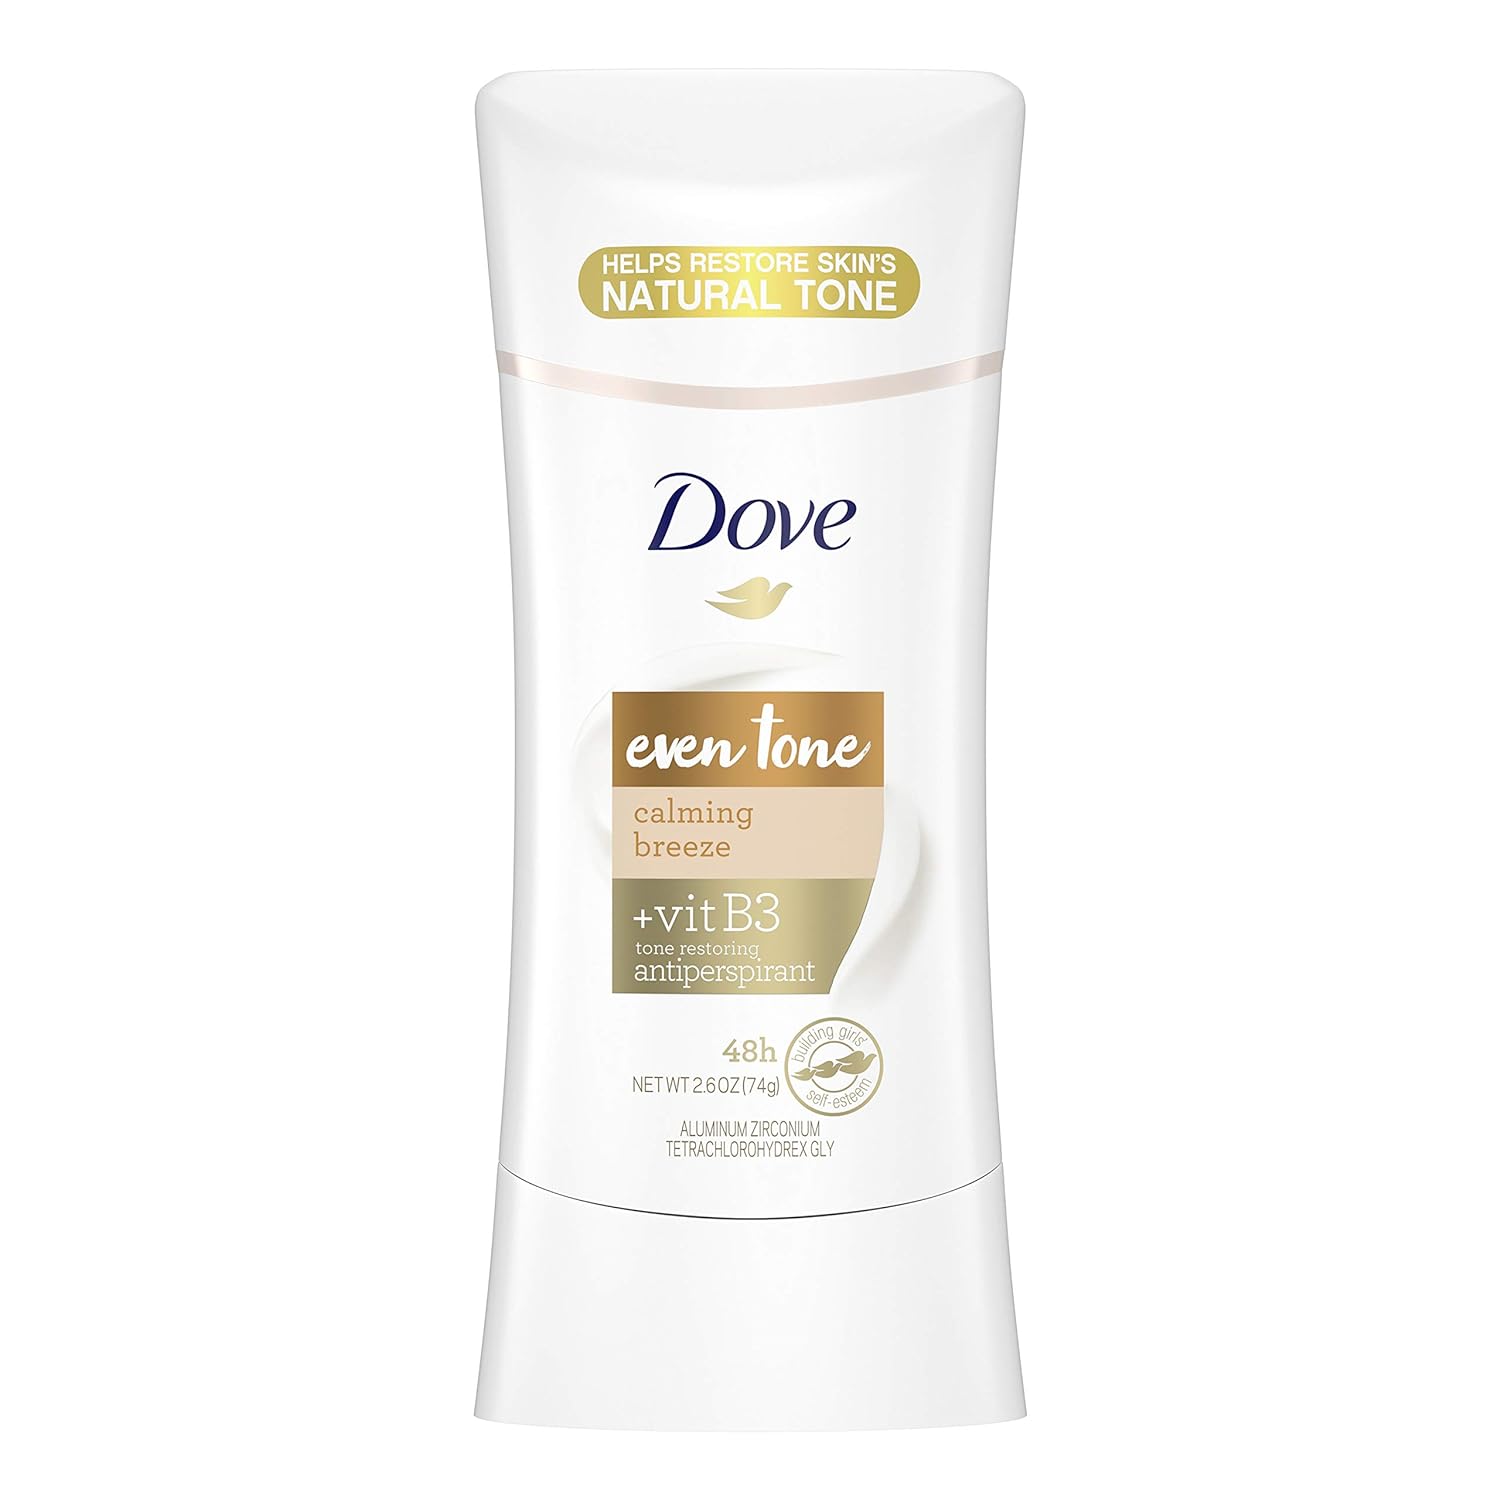 HELPS RESTORE SKIN'S
NATURAL TONE
Dove
even tone
calming
breeze
+vit B3
tone restoring
antiperspirant
48h
building girls'
self-esteem
NET WT 2.6 OZ (74g)
ALUMINUM ZIRCONIUM
TETRACHLOROHYDREX GLY